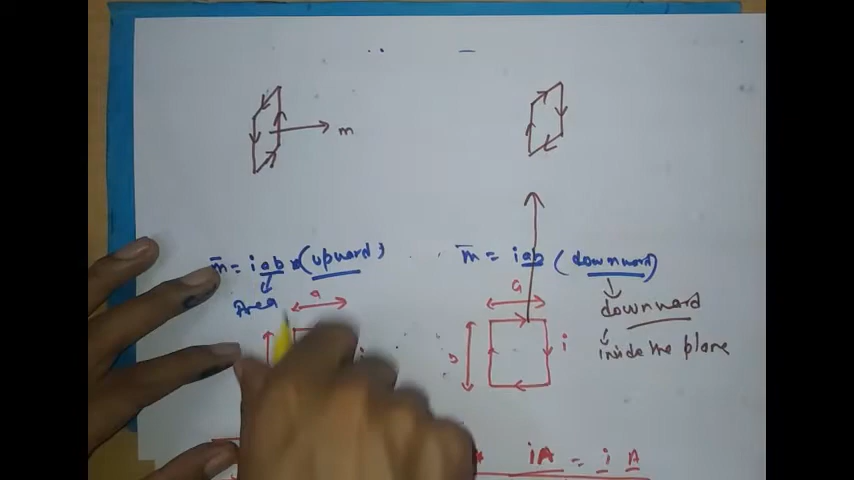 m
m̅ = iab (upward)
Area
a
m̅ = iab (downward)
downward
inside the plane
a
b
i
iA = i A